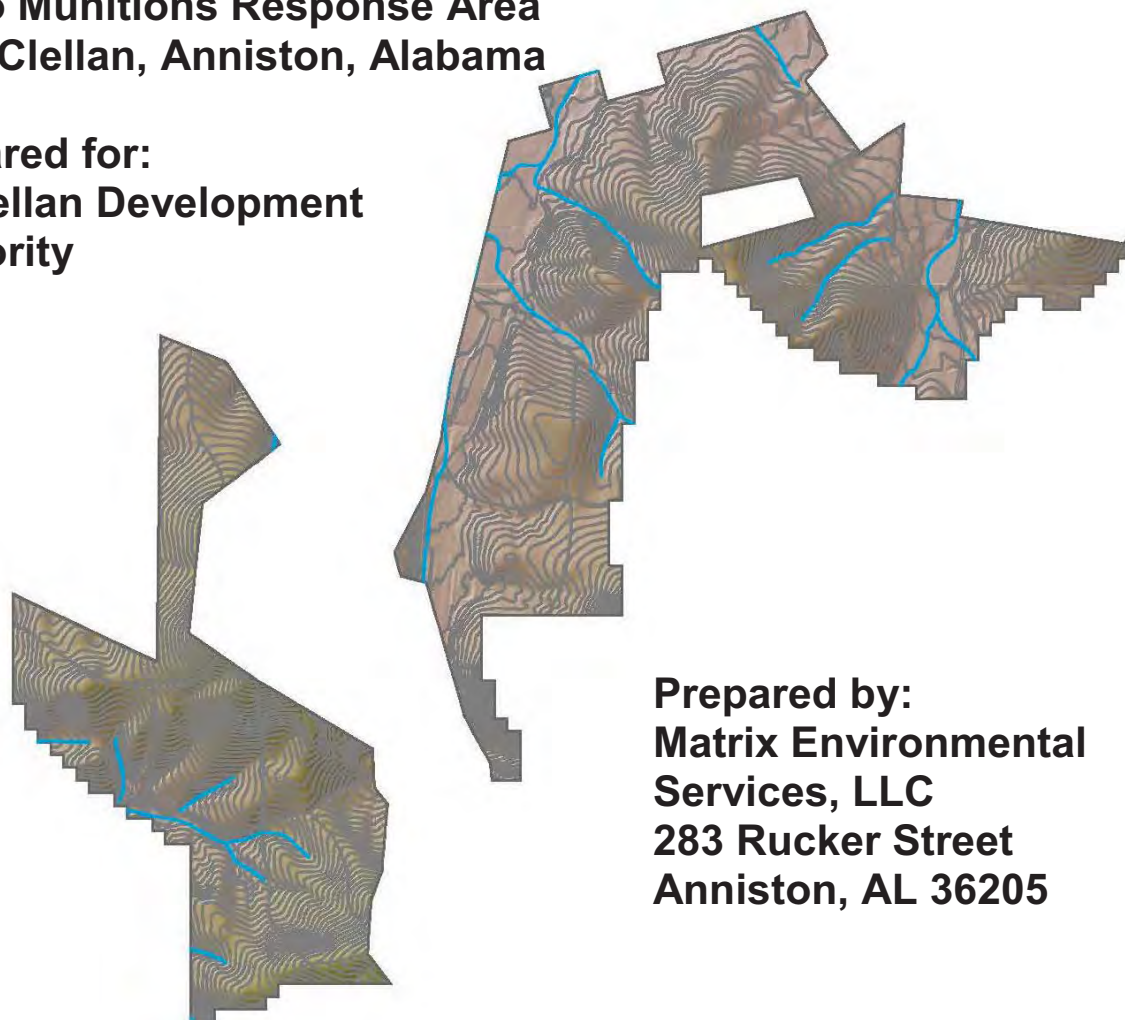 Munitions Response Area
Clellan, Anniston, Alabama
ared for:
ellan Development
ority
Prepared by:
Matrix Environmental
Services, LLC
283 Rucker Street
Anniston, AL 36205